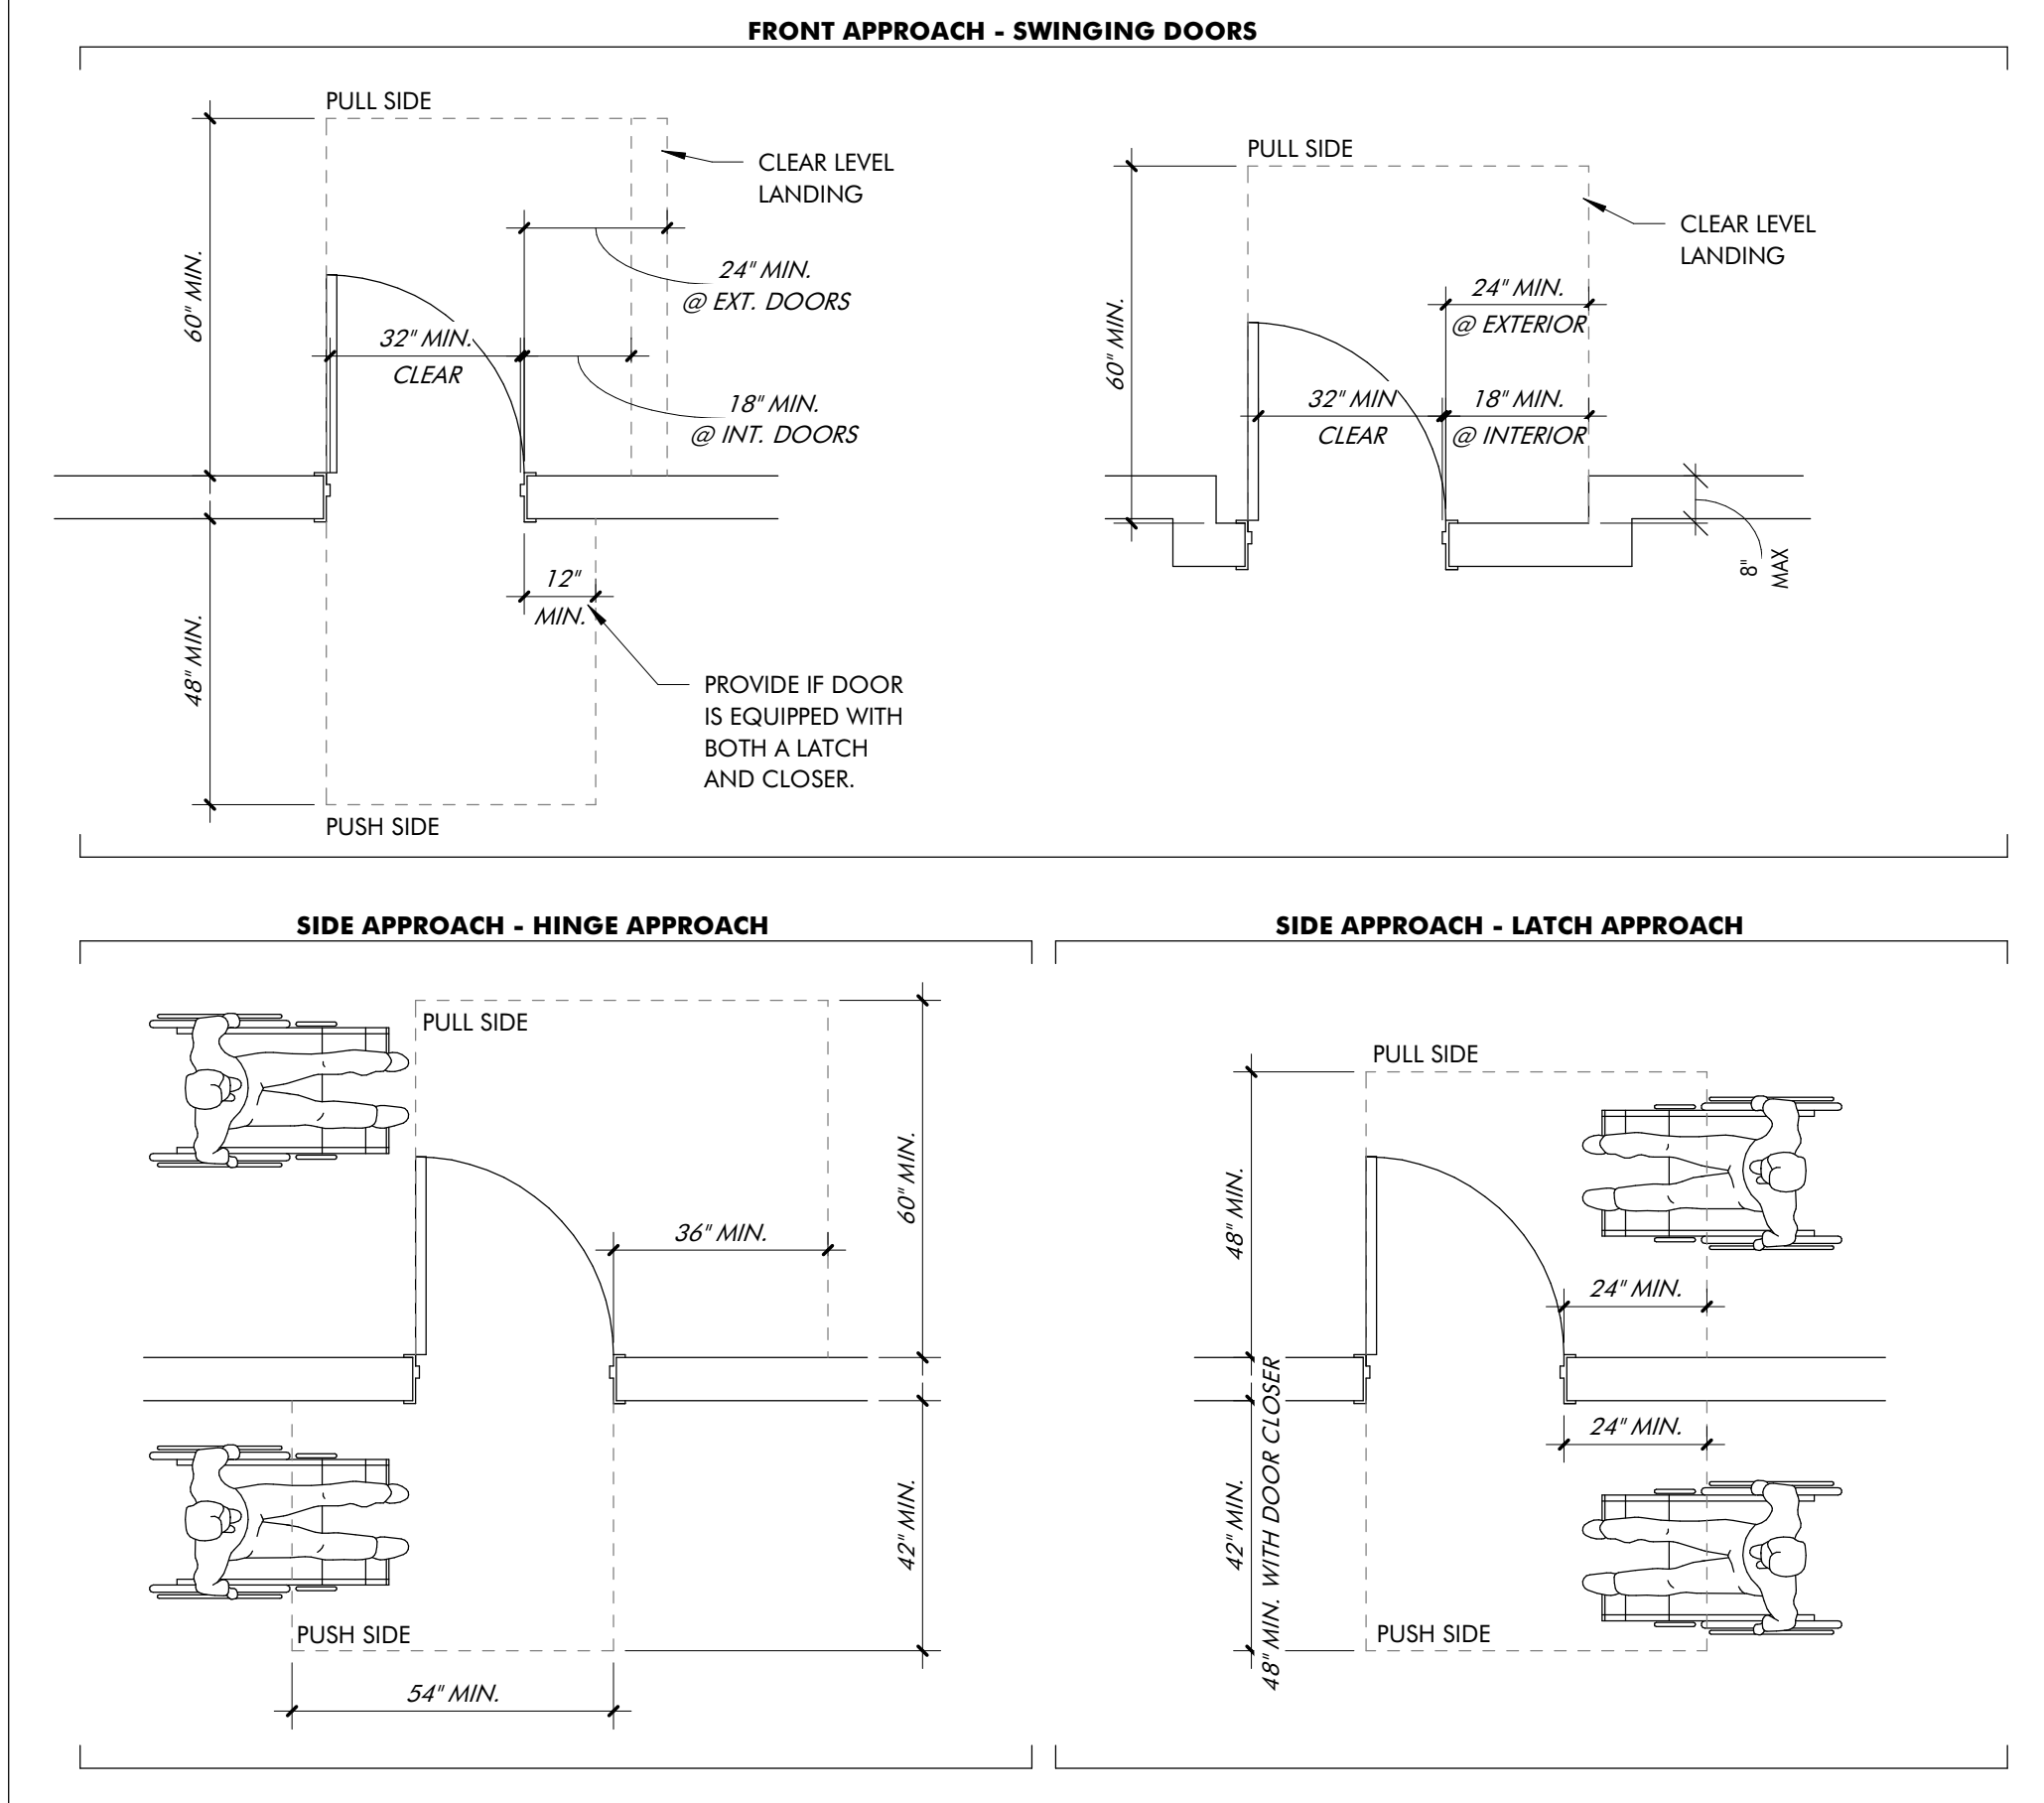 FRONT APPROACH - SWINGING DOORS
PULL SIDE
CLEAR LEVEL
LANDING
24" MIN.
@ EXT. DOORS
60" MIN.
32" MIN.
CLEAR
18" MIN.
@ INT. DOORS
12"
MIN.
48" MIN.
PROVIDE IF DOOR
IS EQUIPPED WITH
BOTH A LATCH
AND CLOSER.
PUSH SIDE
PULL SIDE
CLEAR LEVEL
LANDING
24" MIN.
@ EXTERIOR
60" MIN.
32" MIN
CLEAR
18" MIN.
@ INTERIOR
8"
MAX
SIDE APPROACH - HINGE APPROACH
PULL SIDE
60" MIN.
36" MIN.
42" MIN.
PUSH SIDE
54" MIN.
SIDE APPROACH - LATCH APPROACH
PULL SIDE
48" MIN.
24" MIN.
24" MIN.
42" MIN.
48" MIN. WITH DOOR CLOSER
PUSH SIDE